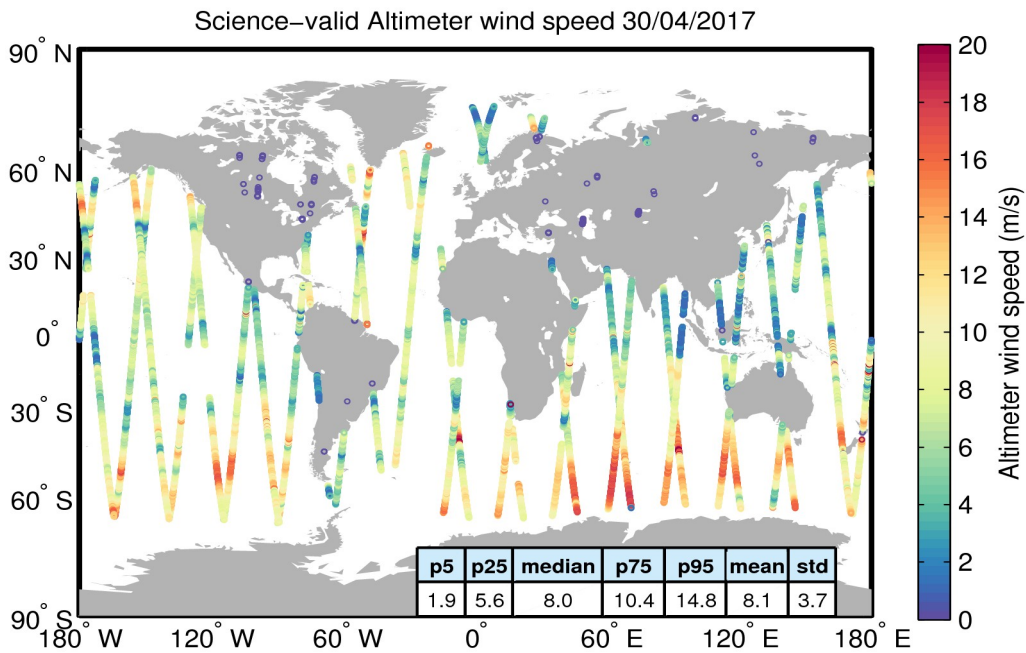 Science−valid Altimeter wind speed 30/04/2017
90° N
60° N
30° N
0°
30° S
60° S
90° S
180° W
120° W
60° W
0°
60° E
120° E
180° E
p5 p25 median p75 p95 mean std
1.9 5.6 8.0 10.4 14.8 8.1 3.7
20
18
16
14
12
10
8
6
4
2
0
Altimeter wind speed (m/s)